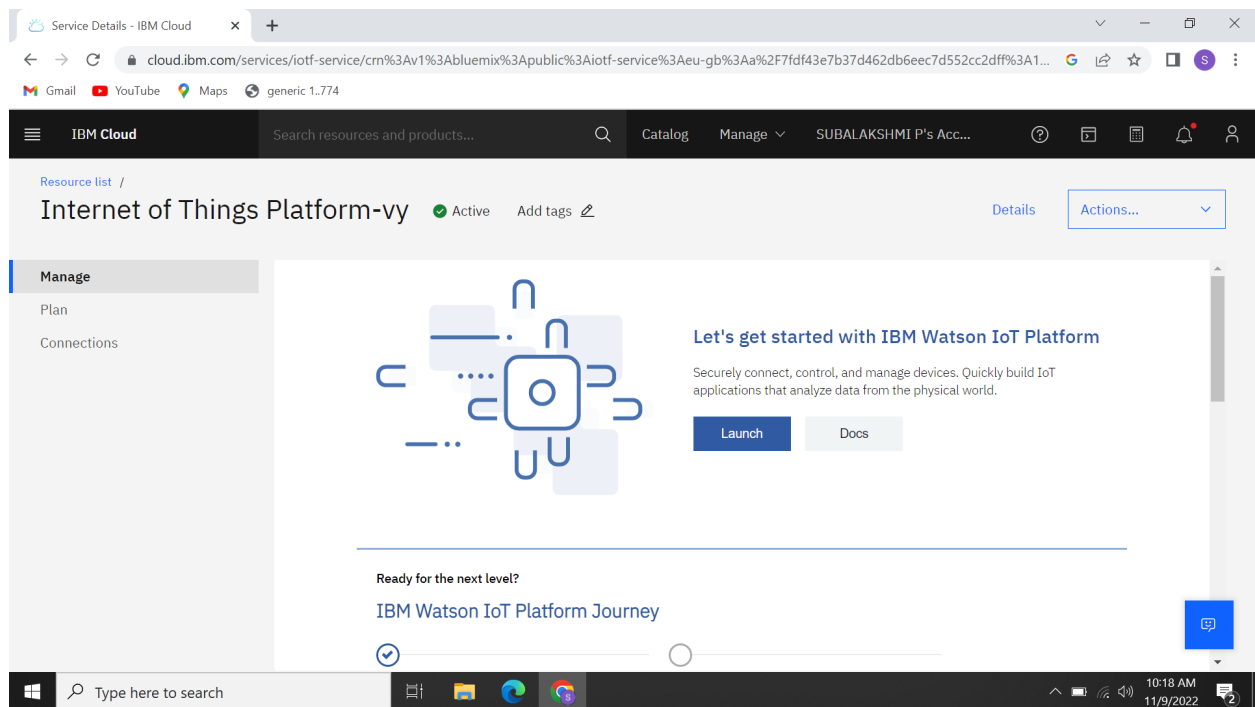 Service Details - IBM Cloud
cloud.ibm.com/services/iotf-service/crn%3Av1%3Abluemix%3Apublic%3Aiotf-service%3Aeu-gb%3Aa%2F7fdf43e7b37d462db6eec7d552cc2dff%3A1...
S
Gmail YouTube Maps generic 1..774
IBM Cloud Search resources and products... Catalog Manage SUBALAKSHMI P's Acc...
Resource list /
Internet of Things Platform-vy Active Add tags Details Actions...
Manage
Plan
Connections
Let's get started with IBM Watson IoT Platform
Securely connect, control, and manage devices. Quickly build IoT
applications that analyze data from the physical world.
Launch Docs
Ready for the next level?
IBM Watson IoT Platform Journey
Type here to search
10:18 AM
11/9/2022
2